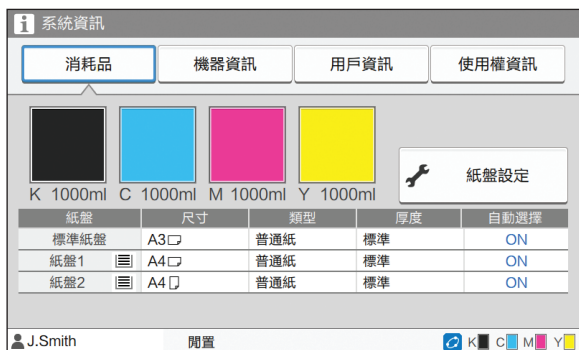 系統資訊
消耗品 機器資訊 用戶資訊 使用權資訊
K 1000ml C 1000ml M 1000ml Y 1000ml
紙盤設定
紙盤 尺寸 類型 厚度 自動選擇
標準紙盤 A3 普通紙 標準 ON
紙盤1 A4 普通紙 標準 ON
紙盤2 A4 普通紙 標準 ON
J.Smith 閒置 K C M Y